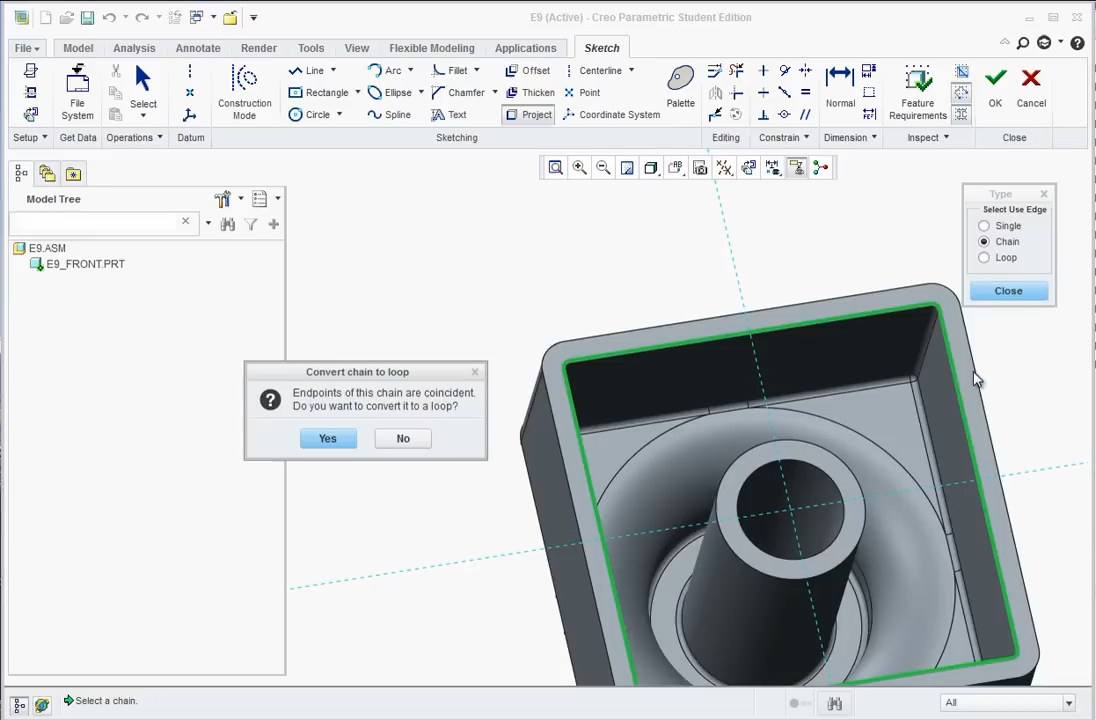 E9 (Active) - Creo Parametric Student Edition
File Model Analysis Annotate Render Tools View Flexible Modeling Applications Sketch
Line Arc Fillet Offset Centerline
File System Select Construction Mode Rectangle Ellipse Chamfer Thicken Point Palette Normal Feature Requirements OK Cancel
Circle Spline Text Project Coordinate System
Setup Get Data Operations Datum Sketching Editing Constrain Dimension Inspect Close
Model Tree
E9.ASM
E9_FRONT.PRT
Type
Select Use Edge
Single
Chain
Loop
Close
Convert chain to loop
Endpoints of this chain are coincident.
Do you want to convert it to a loop?
Yes No
Select a chain.
All